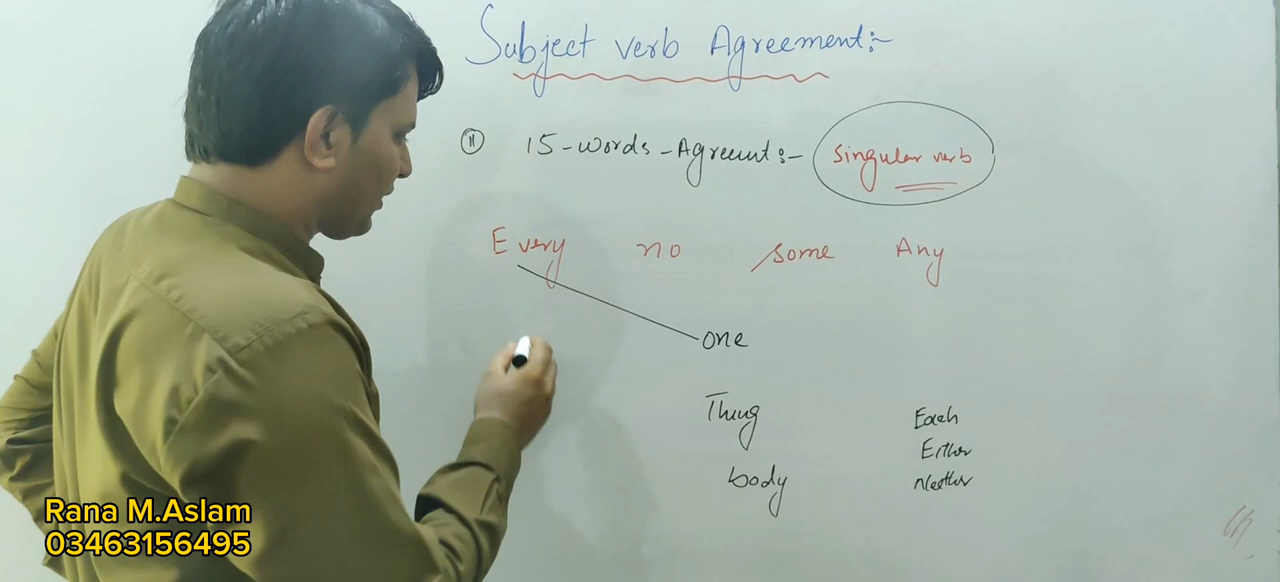 Subject verb Agreement:-
⑪ 15-words-Agreemnt:- singular verb
Every no some Any
one
Thing Each
Either
body Neither
Rana M.Aslam
03463156495